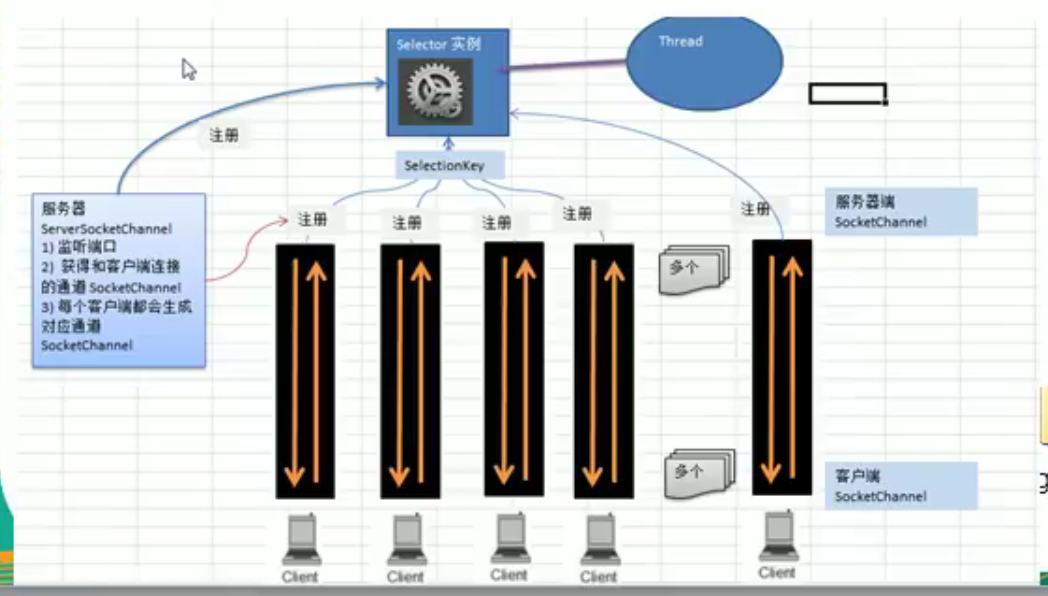 Selector 实例
Thread
注册
SelectionKey
服务器
ServerSocketChannel
1) 监听端口
2) 获得和客户端连接
的通道 SocketChannel
3) 每个客户端都会生成
对应通道
SocketChannel
注册
注册
注册
注册
注册
服务器端
SocketChannel
多个
多个
客户端
SocketChannel
Client
Client
Client
Client
Client